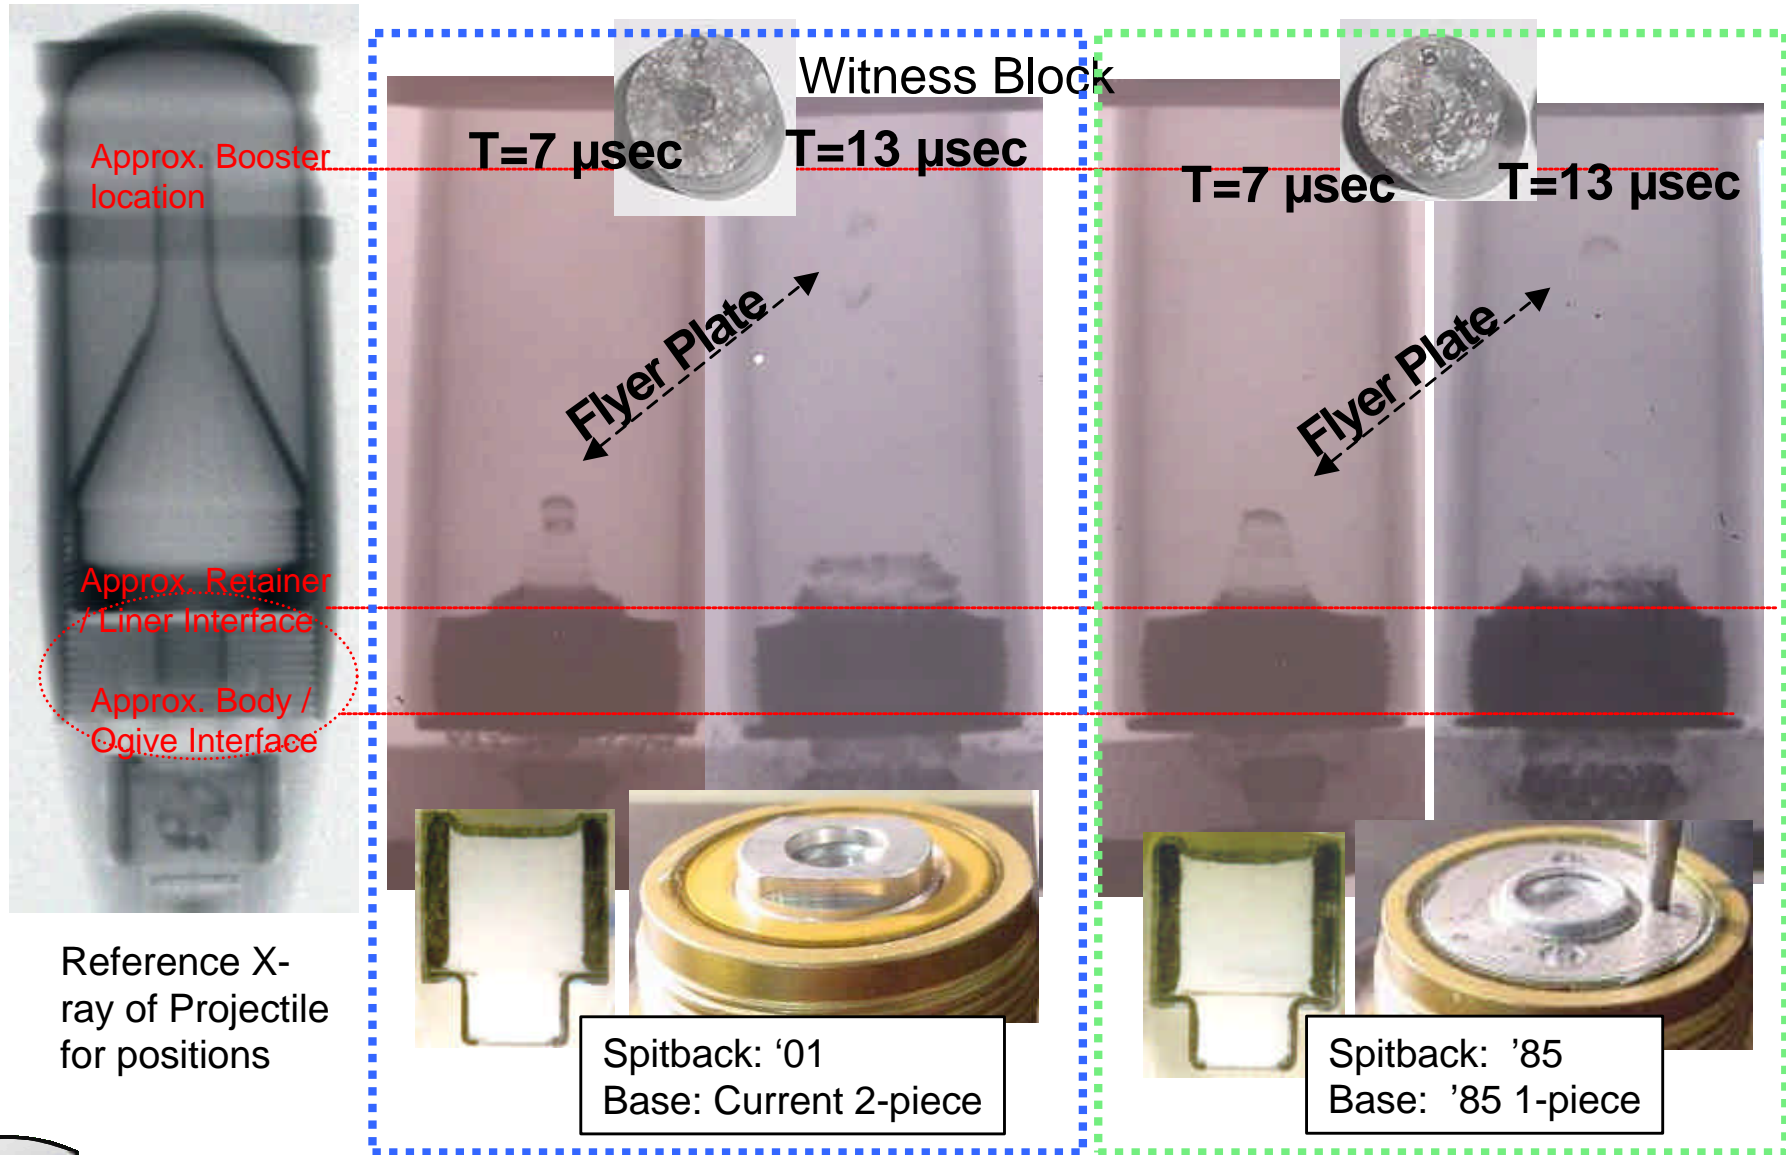 Witness Block
Approx. Booster
location
T=7 µsec
T=13 µsec
T=7 µsec
T=13 µsec
Flyer Plate
Flyer Plate
Approx. Retainer
/ Liner Interface
Approx. Body /
Ogive Interface
Reference X-
ray of Projectile
for positions
Spitback: ‘01
Base: Current 2-piece
Spitback: ’85
Base: ’85 1-piece